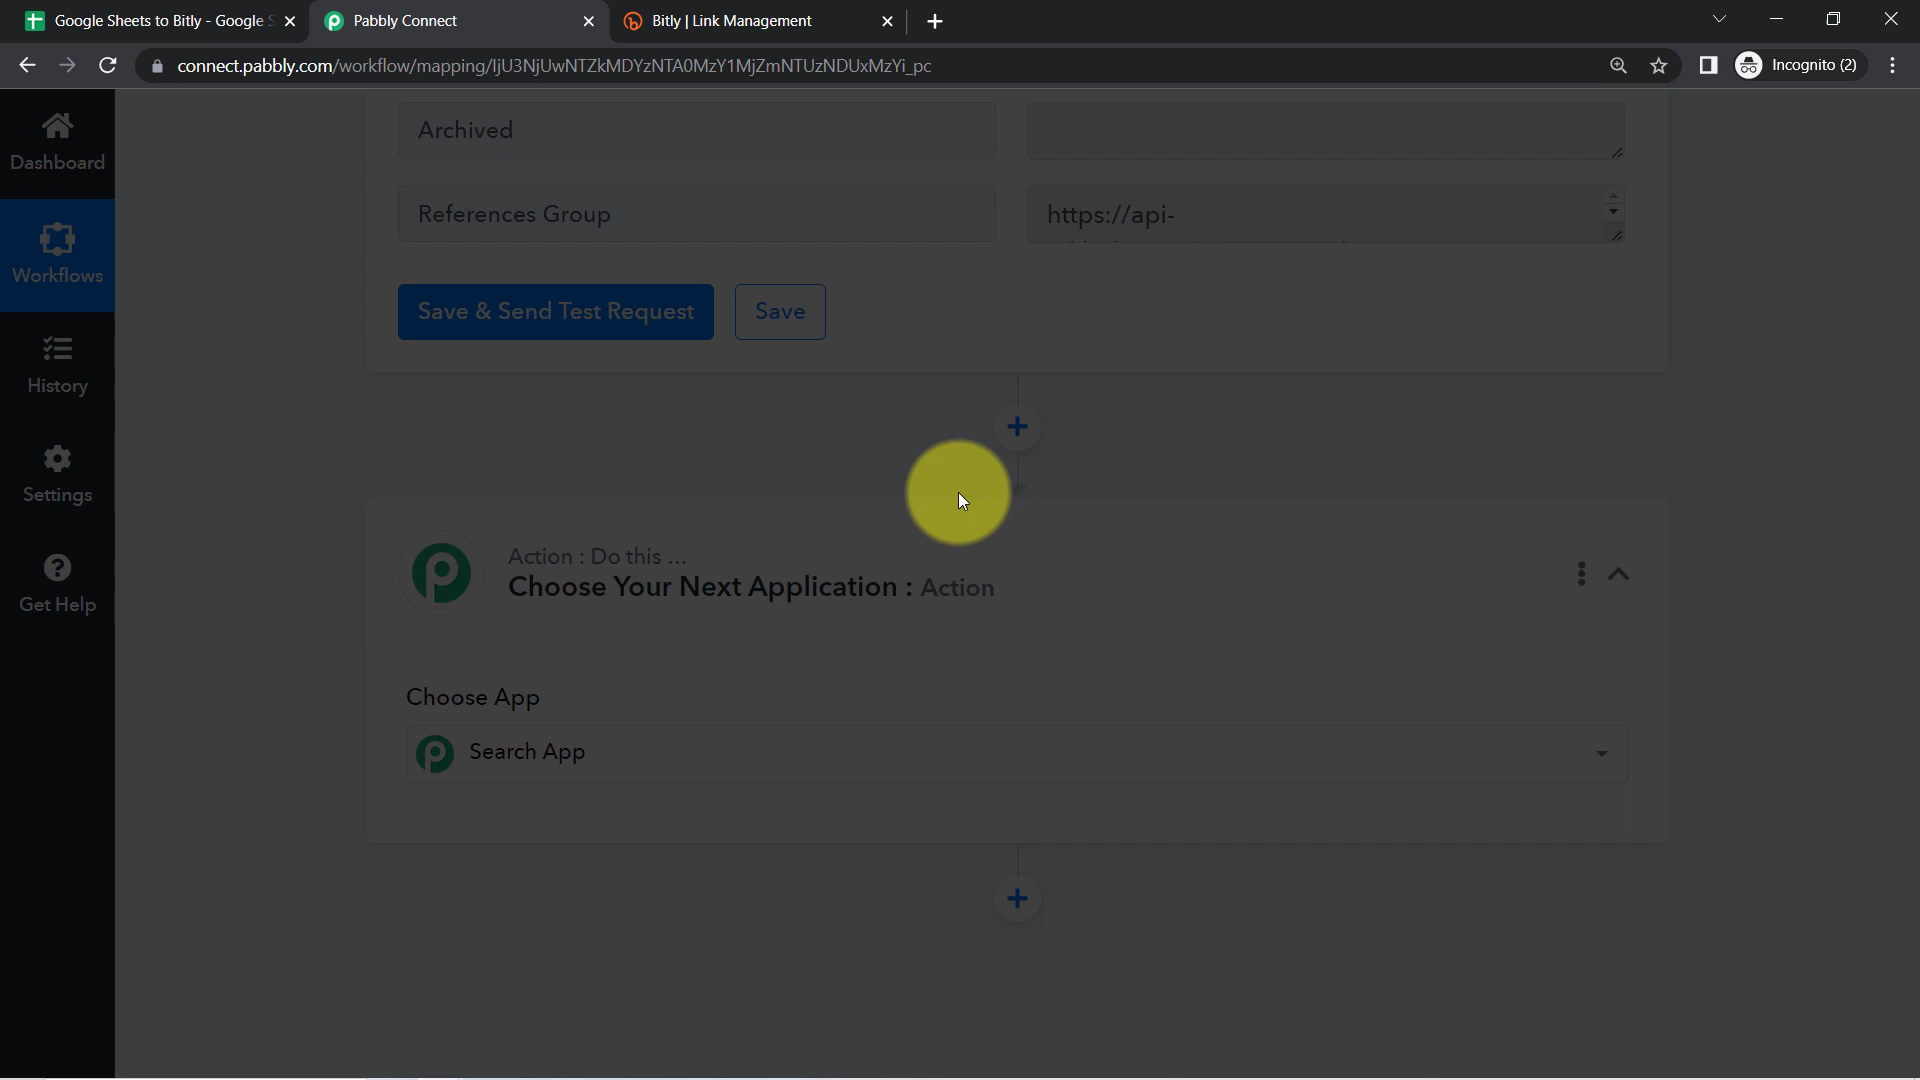 Google Sheets to Bitly - Google S
Pabbly Connect
Bitly | Link Management
connect.pabbly.com/workflow/mapping/IjU3NjUwNTZkMDYzNTA0MzY1MjZmNTUzNDUxMzYi_pc
Incognito (2)
Dashboard
Workflows
History
Settings
Get Help
Archived
References Group
https://api-
Save & Send Test Request
Save
Action : Do this ...
Choose Your Next Application : Action
Choose App
Search App